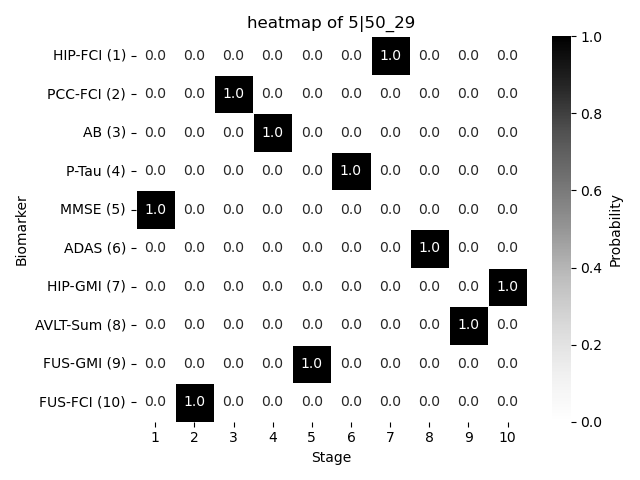 heatmap of 5|50_29
HIP-FCI (1) 0.0 0.0 0.0 0.0 0.0 0.0 1.0 0.0 0.0 0.0
PCC-FCI (2) 0.0 0.0 1.0 0.0 0.0 0.0 0.0 0.0 0.0 0.0
AB (3) 0.0 0.0 0.0 1.0 0.0 0.0 0.0 0.0 0.0 0.0
P-Tau (4) 0.0 0.0 0.0 0.0 0.0 1.0 0.0 0.0 0.0 0.0
MMSE (5) 1.0 0.0 0.0 0.0 0.0 0.0 0.0 0.0 0.0 0.0
ADAS (6) 0.0 0.0 0.0 0.0 0.0 0.0 0.0 1.0 0.0 0.0
HIP-GMI (7) 0.0 0.0 0.0 0.0 0.0 0.0 0.0 0.0 0.0 1.0
AVLT-Sum (8) 0.0 0.0 0.0 0.0 0.0 0.0 0.0 0.0 1.0 0.0
FUS-GMI (9) 0.0 0.0 0.0 0.0 1.0 0.0 0.0 0.0 0.0 0.0
FUS-FCI (10) 0.0 1.0 0.0 0.0 0.0 0.0 0.0 0.0 0.0 0.0
1 2 3 4 5 6 7 8 9 10
Stage
Biomarker
1.0
0.8
0.6
0.4
0.2
0.0
Probability